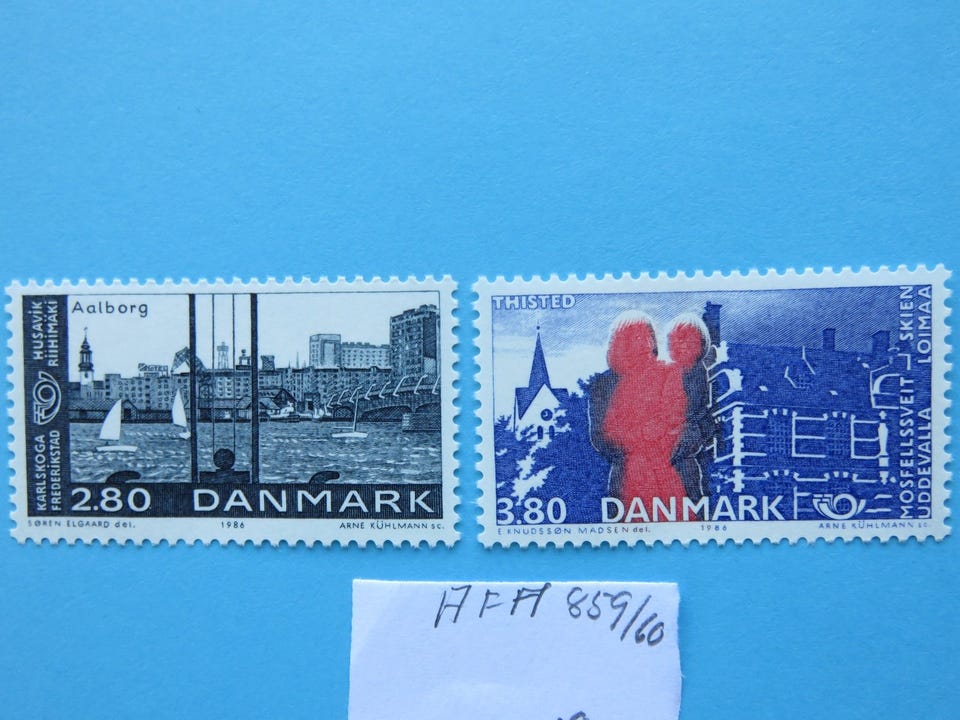 Aalborg
HUSAVIK
RIIHIMÄKI
KARLSKOGA
FREDERIKSTAD
2.80 DANMARK
SØREN ELGAARD del. 1986 ARNE KÜHLMANN sc.
THISTED
MOSFELLSSVEIT SKIEN
UDDEVALLA LOIMAA
3.80 DANMARK
E. KNUDSSØN MADSEN del. 1986 ARNE KÜHLMANN sc.
AFA 859/60